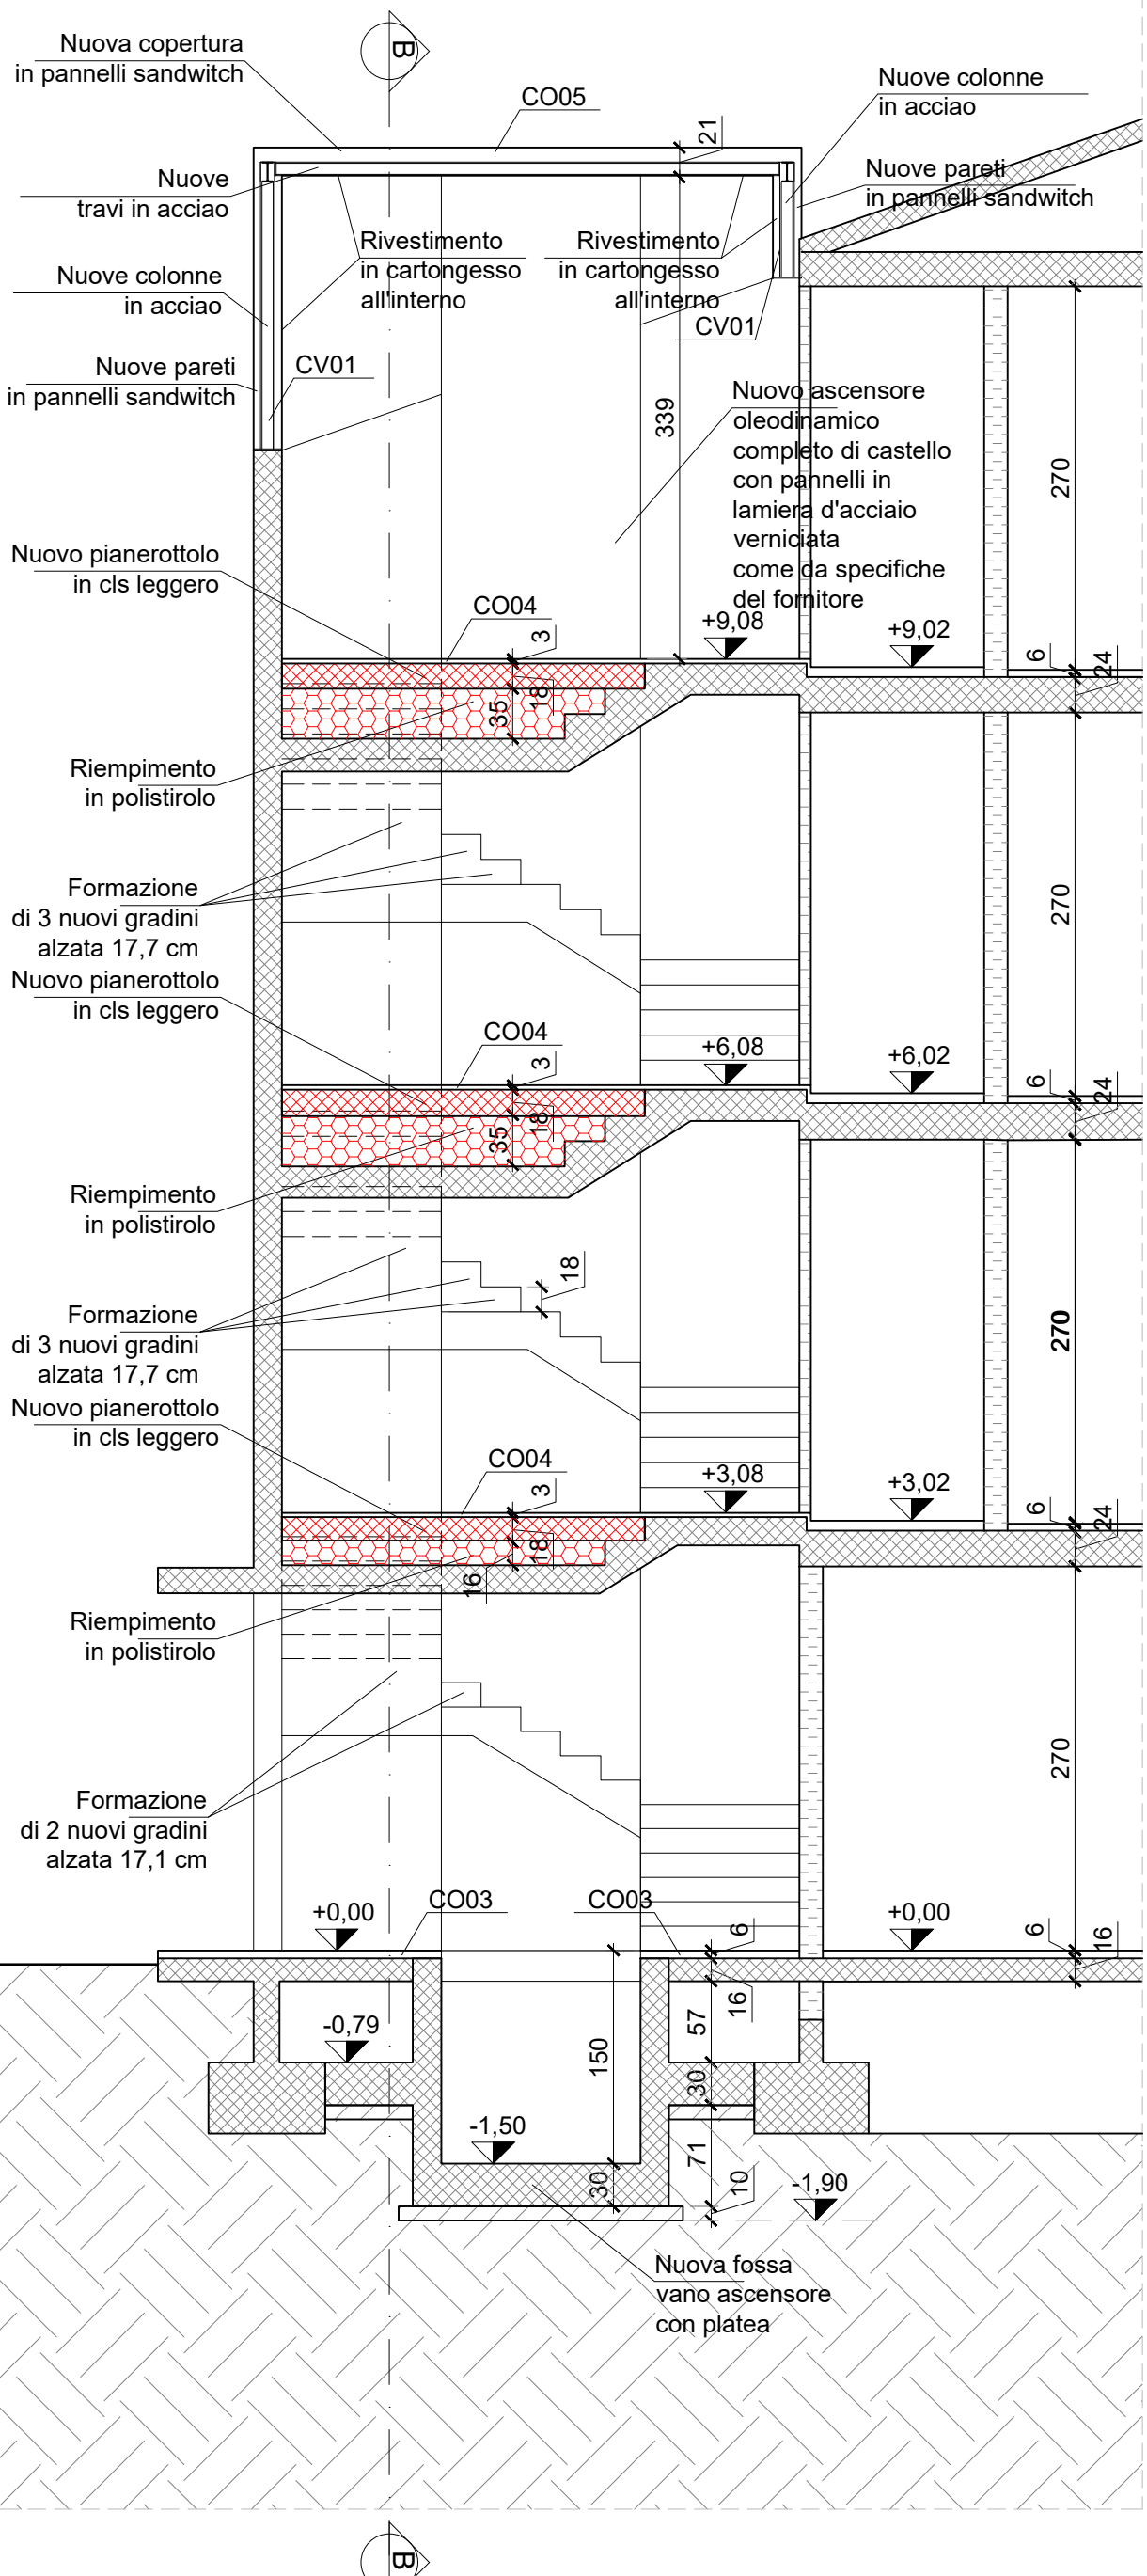 B
Nuova copertura
in pannelli sandwitch
CO05
21
Nuove colonne
in acciao
Nuove
travi in acciao
Nuove pareti
in pannelli sandwitch
Rivestimento
in cartongesso
all'interno
Rivestimento
in cartongesso
all'interno
Nuove colonne
in acciao
CV01
Nuove pareti
in pannelli sandwitch
CV01
339
270
Nuovo ascensore
oleodinamico
completo di castello
con pannelli in
lamiera d'acciaio
verniciata
come da specifiche
del fornitore
Nuovo pianerottolo
in cls leggero
CO04
3
+9,08
+9,02
6
24
18
35
Riempimento
in polistirolo
Formazione
di 3 nuovi gradini
alzata 17,7 cm
270
Nuovo pianerottolo
in cls leggero
CO04
3
+6,08
+6,02
6
24
18
35
Riempimento
in polistirolo
18
Formazione
di 3 nuovi gradini
alzata 17,7 cm
270
Nuovo pianerottolo
in cls leggero
CO04
3
+3,08
+3,02
6
24
18
16
Riempimento
in polistirolo
270
Formazione
di 2 nuovi gradini
alzata 17,1 cm
+0,00
CO03
CO03
+0,00
6
6
16
16
-0,79
57
150
30
-1,50
71
30
10
-1,90
Nuova fossa
vano ascensore
con platea
B